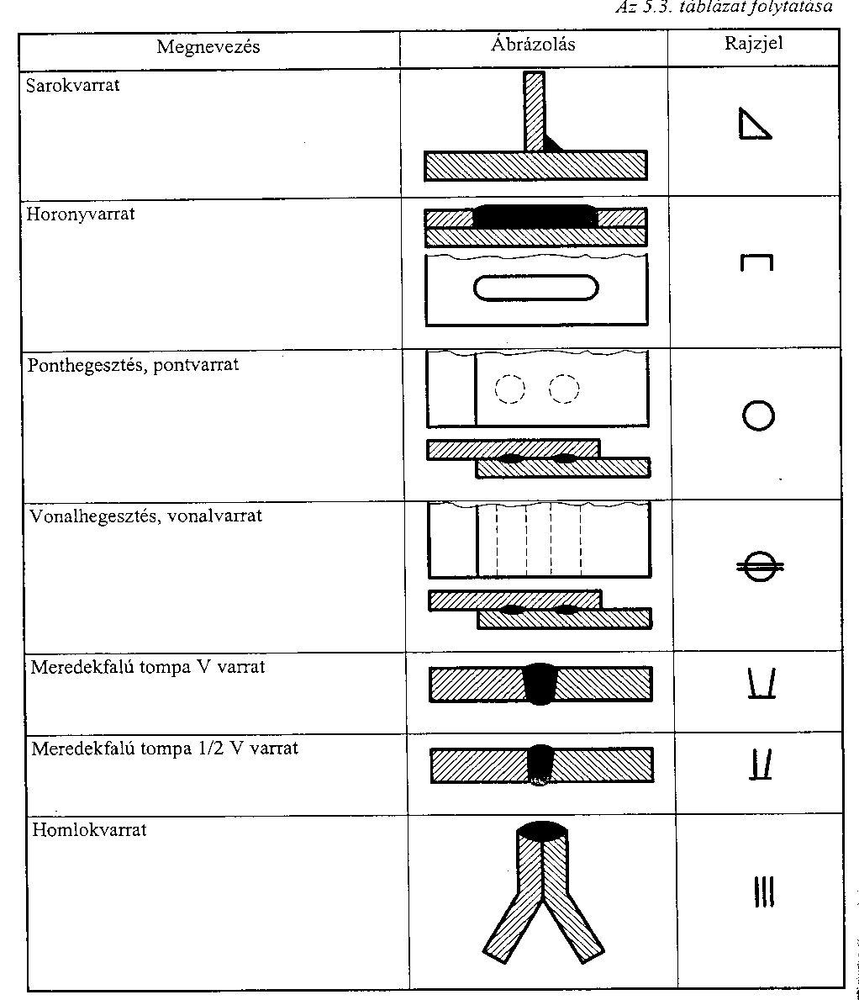 Az 5.3. táblázat folytatása
Megnevezés Ábrázolás Rajzjel
Sarokvarrat
Horonyvarrat
Ponthegesztés, pontvarrat
Vonalhegesztés, vonalvarrat
Meredekfalú tompa V varrat
Meredekfalú tompa 1/2 V varrat
Homlokvarrat